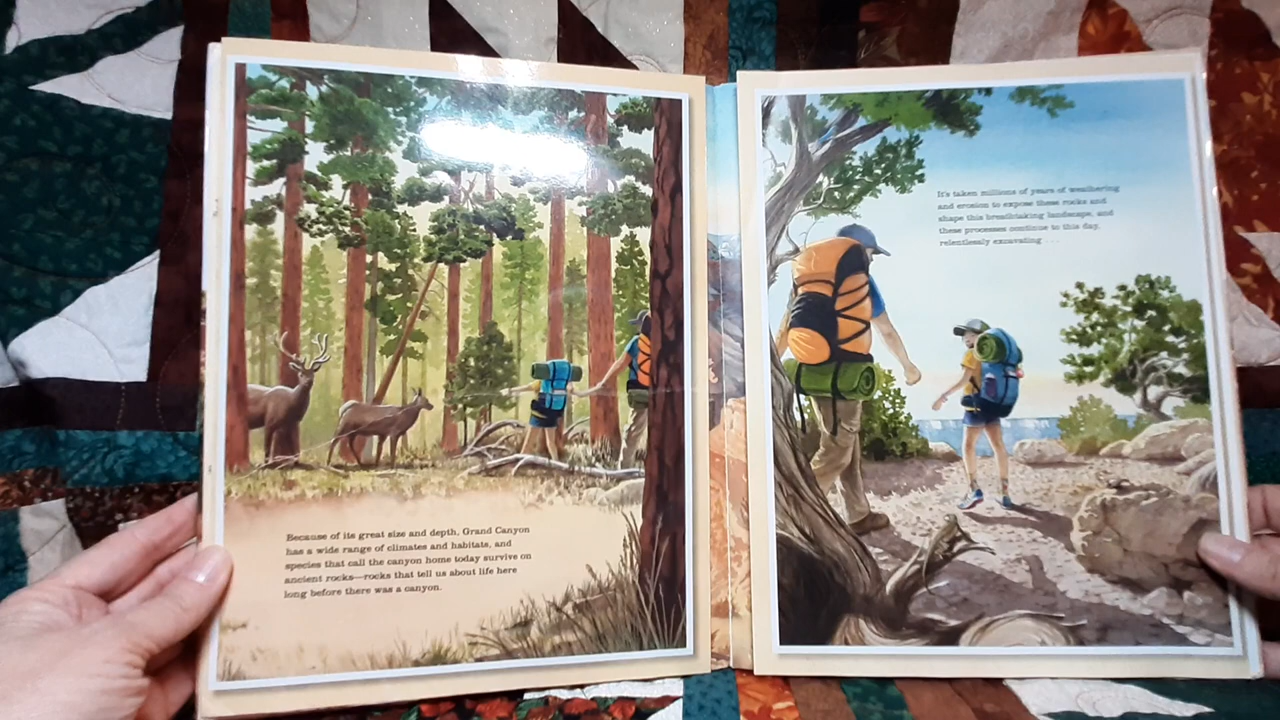 Because of its great size and depth, Grand Canyon
has a wide range of climates and habitats, and
species that call the canyon home today survive on
ancient rocks—rocks that tell us about life here
long before there was a canyon.
It's taken millions of years of weathering
and erosion to expose these rocks and
shape this breathtaking landscape, and
these processes continue to this day,
relentlessly excavating . . .